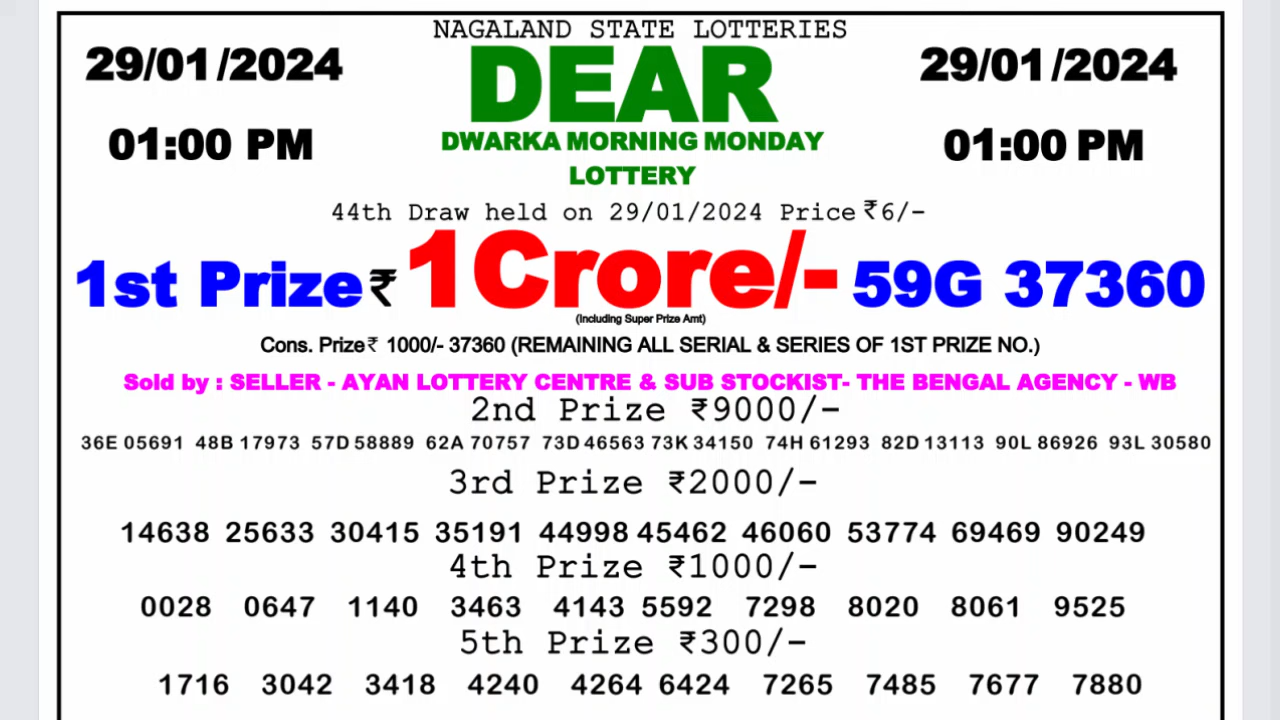 NAGALAND STATE LOTTERIES
29/01/2024 DEAR 29/01/2024
01:00 PM DWARKA MORNING MONDAY 01:00 PM
LOTTERY
44th Draw held on 29/01/2024 Price ₹6/-
1st Prize ₹ 1Crore/- 59G 37360
(Including Super Prize Amt)
Cons. Prize ₹ 1000/- 37360 (REMAINING ALL SERIAL & SERIES OF 1ST PRIZE NO.)
Sold by : SELLER - AYAN LOTTERY CENTRE & SUB STOCKIST- THE BENGAL AGENCY - WB
2nd Prize ₹9000/-
36E 05691 48B 17973 57D 58889 62A 70757 73D 46563 73K 34150 74H 61293 82D 13113 90L 86926 93L 30580
3rd Prize ₹2000/-
14638 25633 30415 35191 44998 45462 46060 53774 69469 90249
4th Prize ₹1000/-
0028 0647 1140 3463 4143 5592 7298 8020 8061 9525
5th Prize ₹300/-
1716 3042 3418 4240 4264 6424 7265 7485 7677 7880